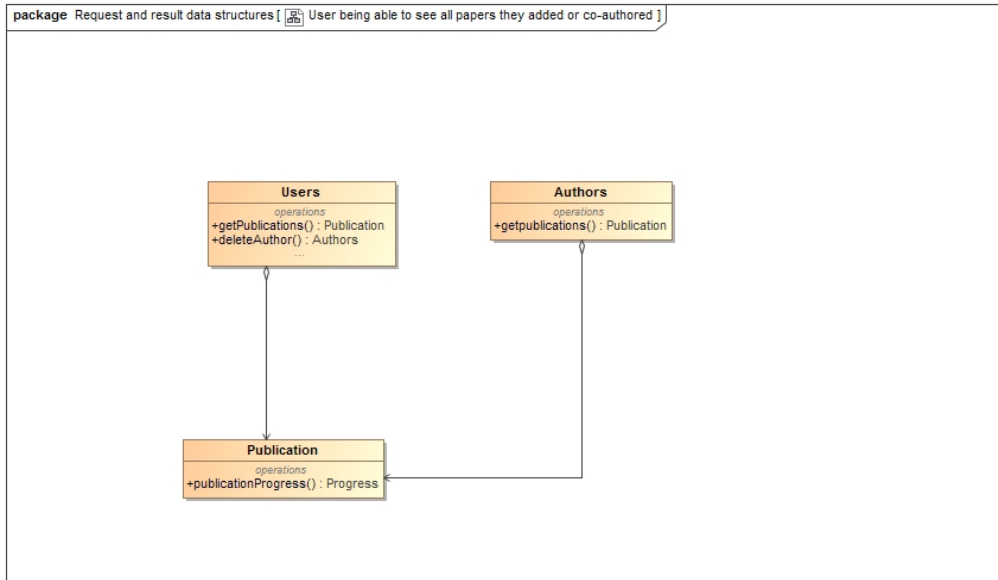 package Request and result data structures [ User being able to see all papers they added or co-authored ]
Users
operations
+getPublications() : Publication
+deleteAuthor() : Authors
...
Authors
operations
+getpublications() : Publication
Publication
operations
+publicationProgress() : Progress